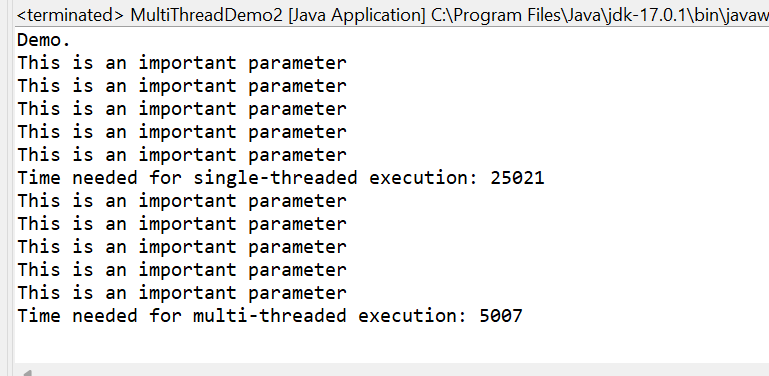 <terminated> MultiThreadDemo2 [Java Application] C:\Program Files\Java\jdk-17.0.1\bin\javaw
Demo.
This is an important parameter
This is an important parameter
This is an important parameter
This is an important parameter
This is an important parameter
Time needed for single-threaded execution: 25021
This is an important parameter
This is an important parameter
This is an important parameter
This is an important parameter
This is an important parameter
Time needed for multi-threaded execution: 5007